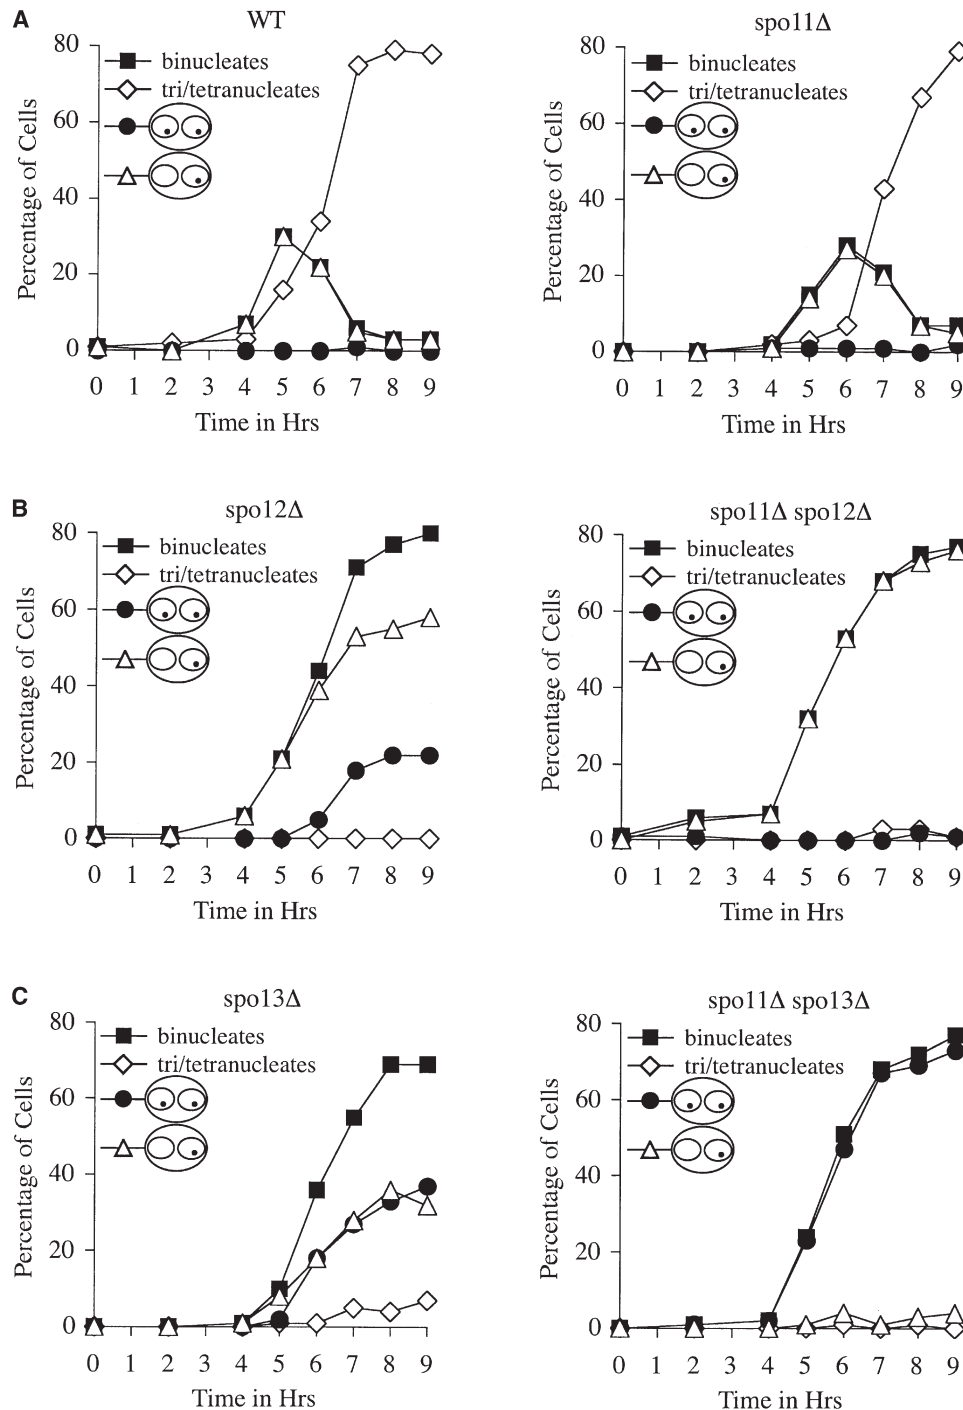 A
WT
Percentage of Cells
80
60
40
20
0
binucleates
tri/tetranucleates
0 1 2 3 4 5 6 7 8 9
Time in Hrs
spo11Δ
Percentage of Cells
80
60
40
20
0
binucleates
tri/tetranucleates
0 1 2 3 4 5 6 7 8 9
Time in Hrs
B
spo12Δ
Percentage of Cells
80
60
40
20
0
binucleates
tri/tetranucleates
0 1 2 3 4 5 6 7 8 9
Time in Hrs
spo11Δ spo12Δ
Percentage of Cells
80
60
40
20
0
binucleates
tri/tetranucleates
0 1 2 3 4 5 6 7 8 9
Time in Hrs
C
spo13Δ
Percentage of Cells
80
60
40
20
0
binucleates
tri/tetranucleates
0 1 2 3 4 5 6 7 8 9
Time in Hrs
spo11Δ spo13Δ
Percentage of Cells
80
60
40
20
0
binucleates
tri/tetranucleates
0 1 2 3 4 5 6 7 8 9
Time in Hrs